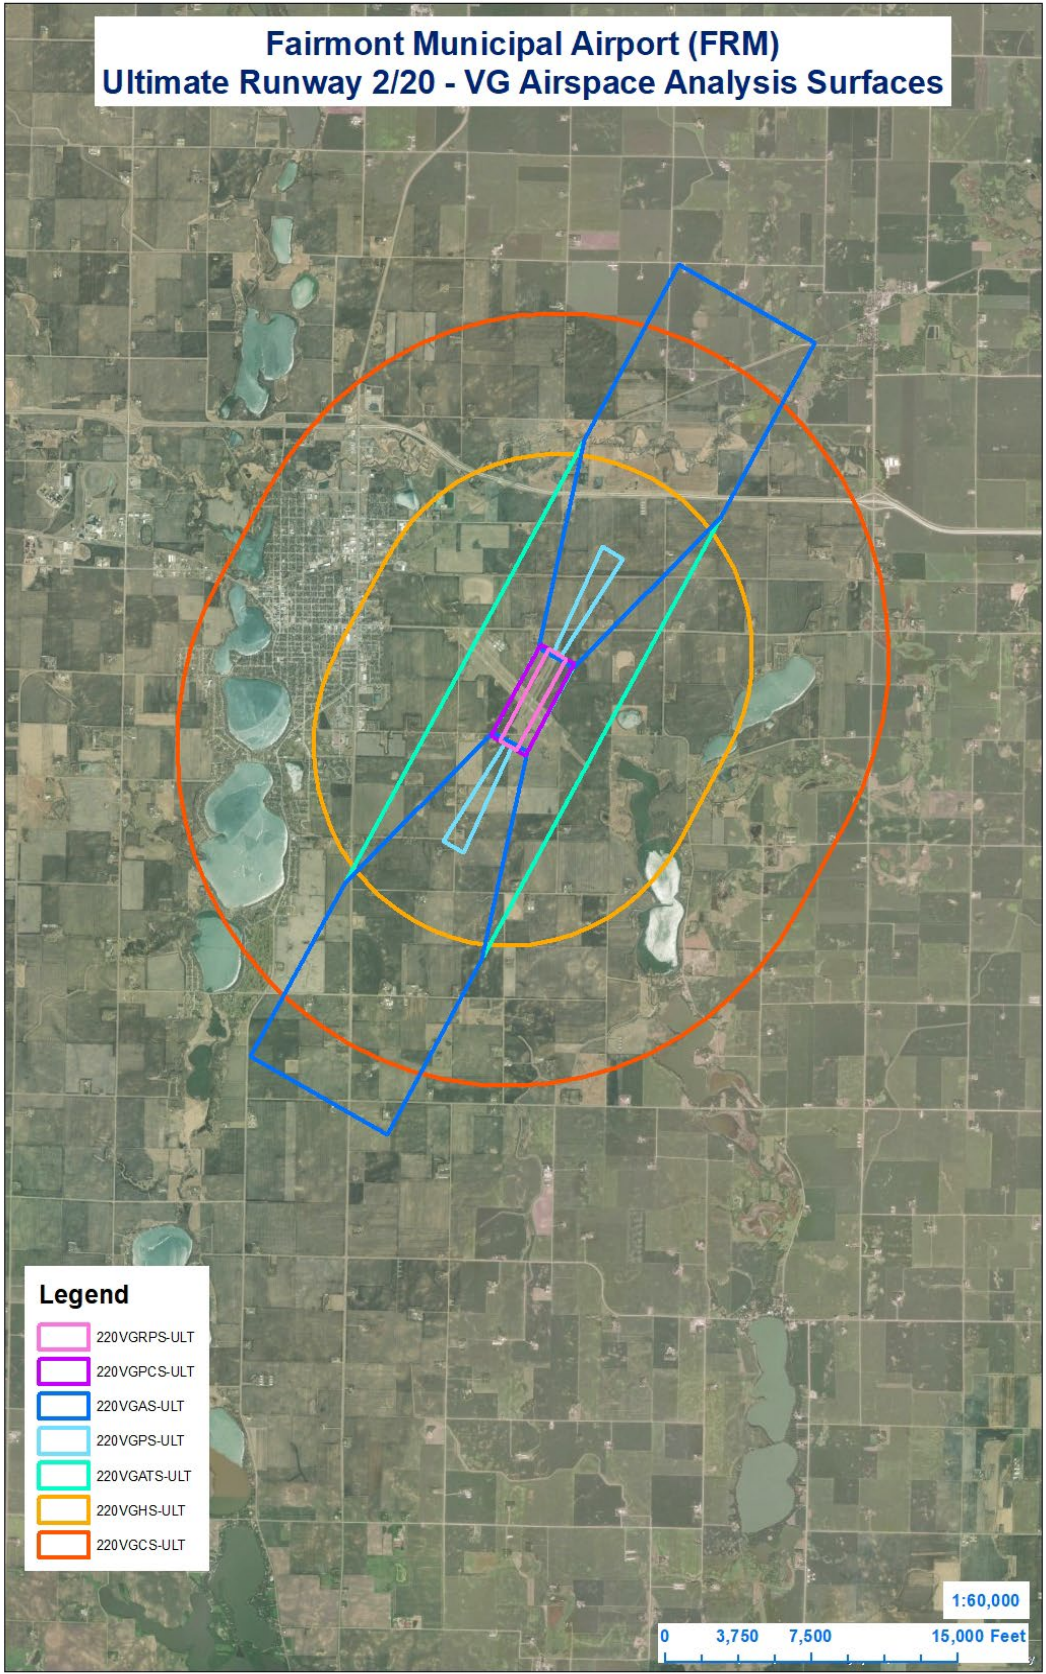 Fairmont Municipal Airport (FRM)
Ultimate Runway 2/20 - VG Airspace Analysis Surfaces
Legend
220VGRPS-ULT
220VGPCS-ULT
220VGAS-ULT
220VGPS-ULT
220VGATS-ULT
220VGHS-ULT
220VGCS-ULT
1:60,000
0 3,750 7,500 15,000 Feet